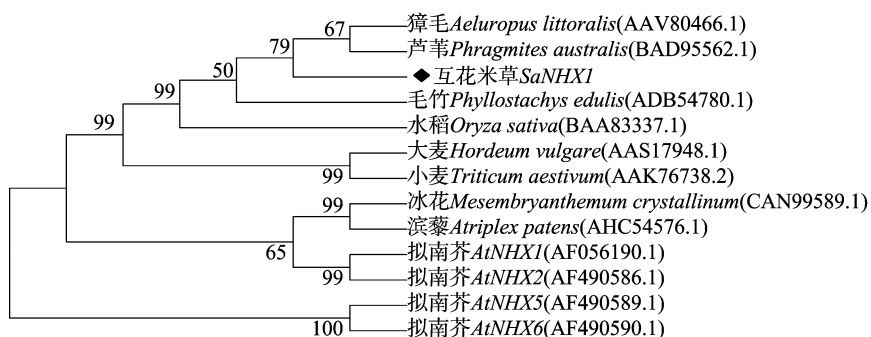 67 獐毛Aeluropus littoralis(AAV80466.1)
79 芦苇Phragmites australis(BAD95562.1)
50 ◆互花米草SaNHX1
99 毛竹Phyllostachys edulis(ADB54780.1)
99 水稻Oryza sativa(BAA83337.1)
大麦Hordeum vulgare(AAS17948.1)
99 小麦Triticum aestivum(AAK76738.2)
99 冰花Mesembryanthemum crystallinum(CAN99589.1)
滨藜Atriplex patens(AHC54576.1)
65 拟南芥AtNHX1(AF056190.1)
99 拟南芥AtNHX2(AF490586.1)
拟南芥AtNHX5(AF490589.1)
100 拟南芥AtNHX6(AF490590.1)